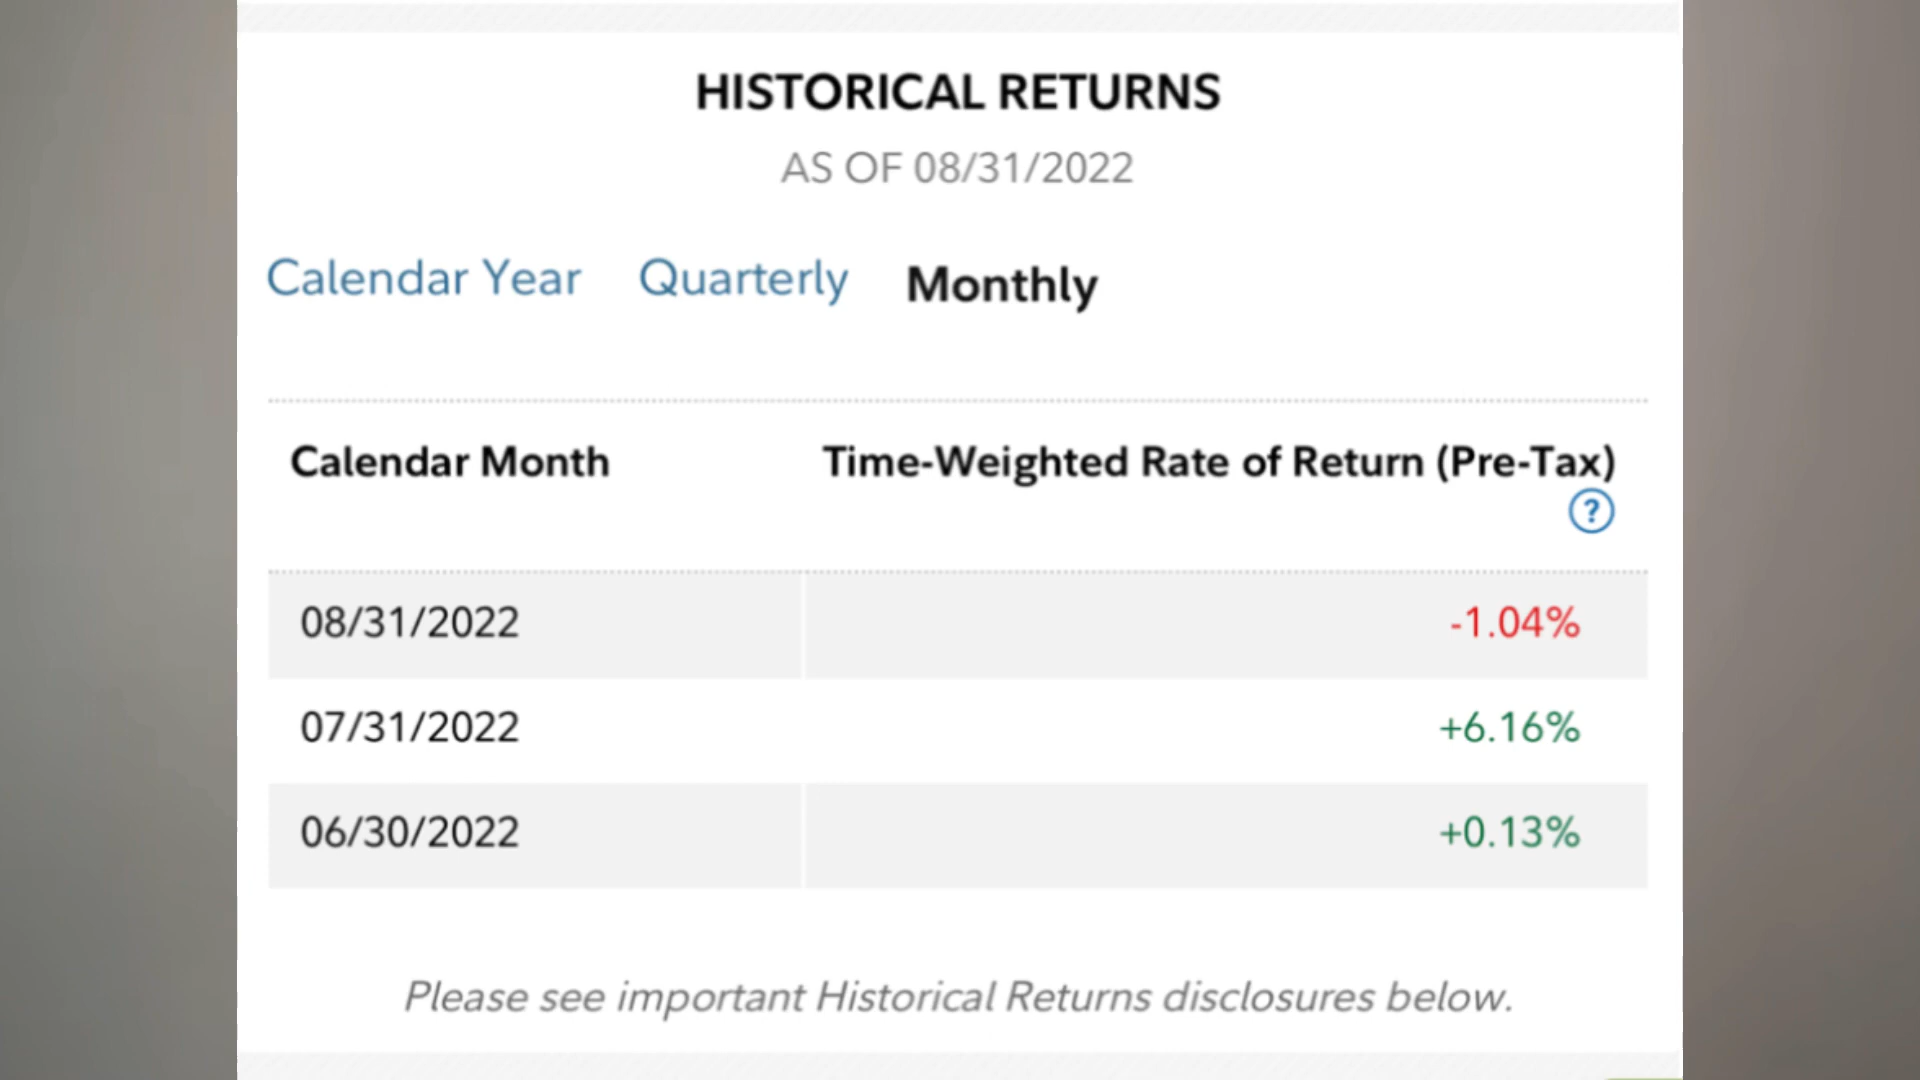 HISTORICAL RETURNS
AS OF 08/31/2022
Calendar Year Quarterly Monthly
Calendar Month Time-Weighted Rate of Return (Pre-Tax)
?
08/31/2022 -1.04%
07/31/2022 +6.16%
06/30/2022 +0.13%
Please see important Historical Returns disclosures below.